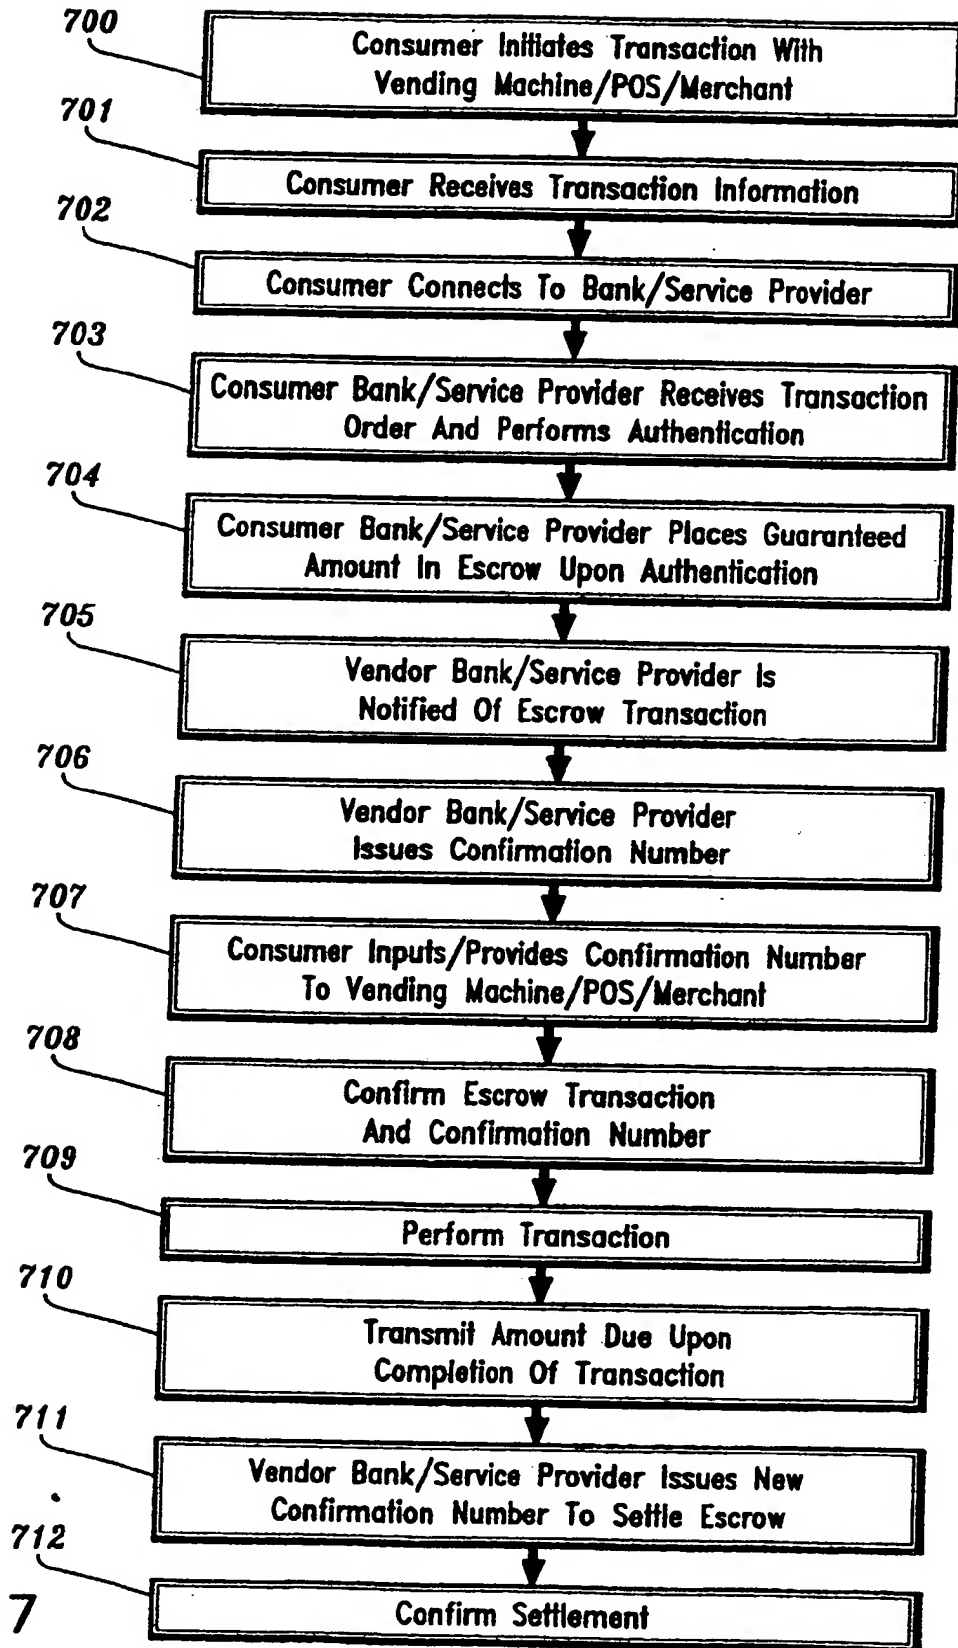 700
Consumer Initiates Transaction With
Vending Machine/POS/Merchant
701
Consumer Receives Transaction Information
702
Consumer Connects To Bank/Service Provider
703
Consumer Bank/Service Provider Receives Transaction
Order And Performs Authentication
704
Consumer Bank/Service Provider Places Guaranteed
Amount In Escrow Upon Authentication
705
Vendor Bank/Service Provider Is
Notified Of Escrow Transaction
706
Vendor Bank/Service Provider
Issues Confirmation Number
707
Consumer Inputs/Provides Confirmation Number
To Vending Machine/POS/Merchant
708
Confirm Escrow Transaction
And Confirmation Number
709
Perform Transaction
710
Transmit Amount Due Upon
Completion Of Transaction
711
Vendor Bank/Service Provider Issues New
Confirmation Number To Settle Escrow
712
Confirm Settlement
7